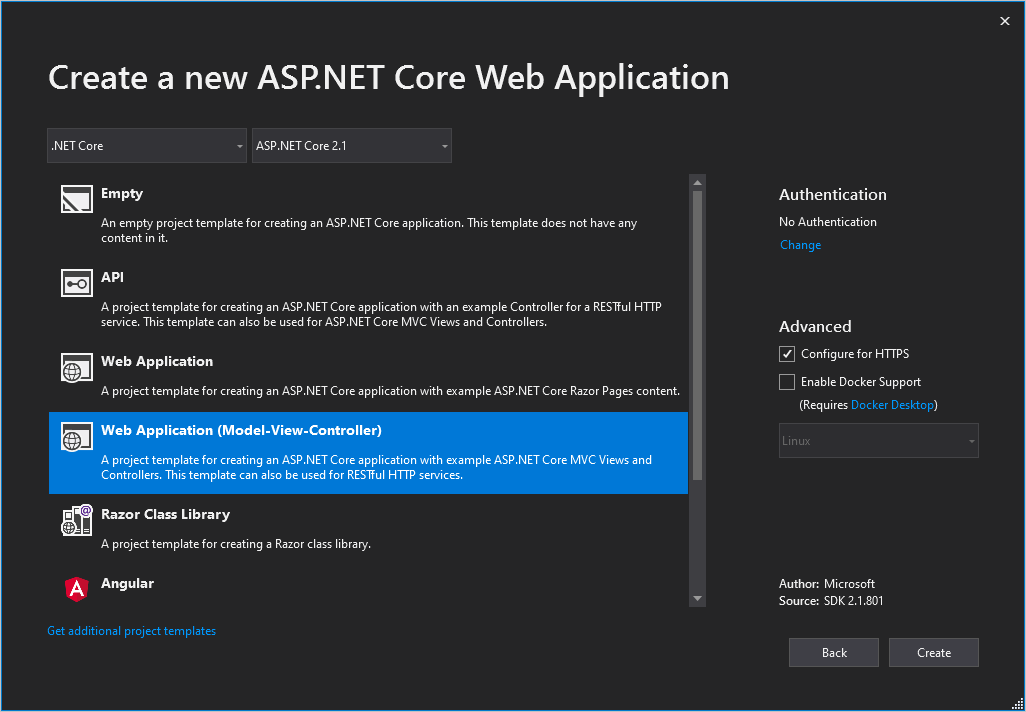 Create a new ASP.NET Core Web Application
.NET Core
ASP.NET Core 2.1
Empty
An empty project template for creating an ASP.NET Core application. This template does not have any
content in it.
API
A project template for creating an ASP.NET Core application with an example Controller for a RESTful HTTP
service. This template can also be used for ASP.NET Core MVC Views and Controllers.
Web Application
A project template for creating an ASP.NET Core application with example ASP.NET Core Razor Pages content.
Web Application (Model-View-Controller)
A project template for creating an ASP.NET Core application with example ASP.NET Core MVC Views and
Controllers. This template can also be used for RESTful HTTP services.
Razor Class Library
A project template for creating a Razor class library.
Angular
Get additional project templates
Authentication
No Authentication
Change
Advanced
Configure for HTTPS
Enable Docker Support
(Requires Docker Desktop)
Linux
Author: Microsoft
Source: SDK 2.1.801
Back
Create